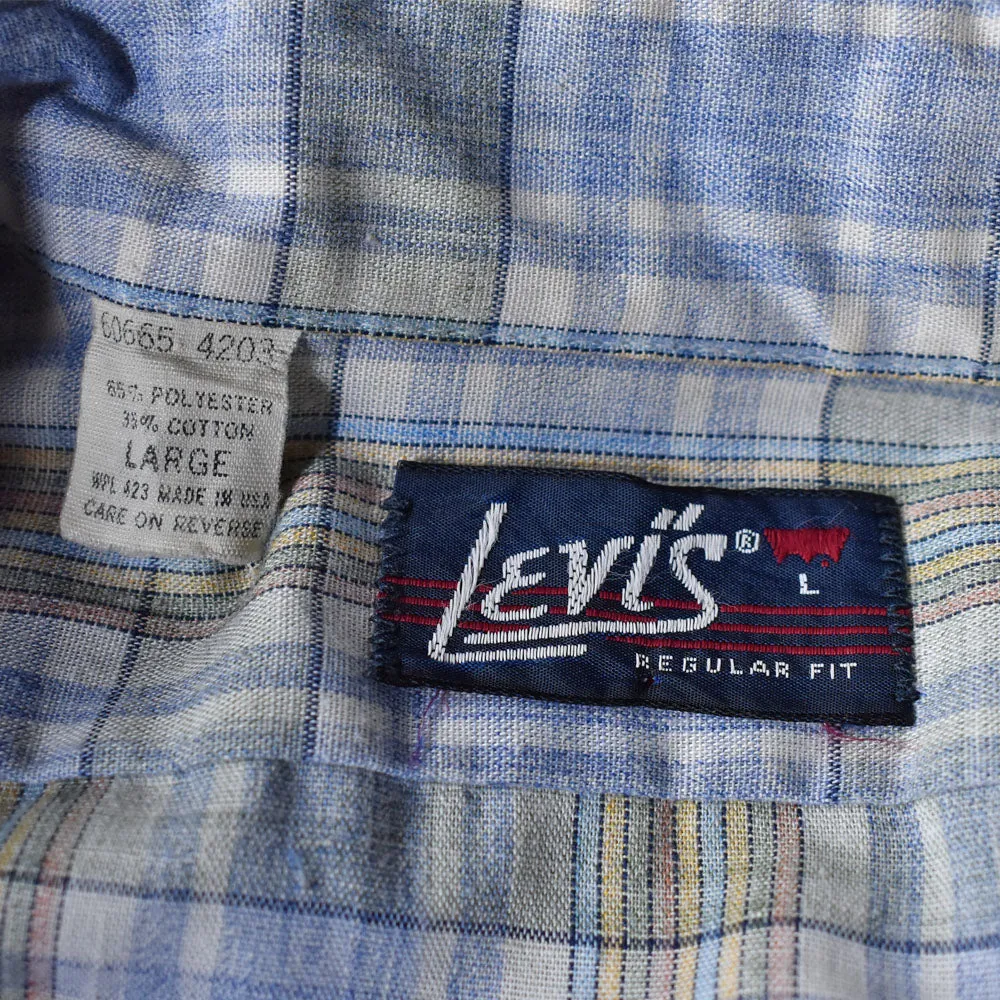 60665 4203
65% POLYESTER
35% COTTON
LARGE
WPL 423 MADE IN U.S.A
CARE ON REVERSE
LEVI'S ®
L
REGULAR FIT